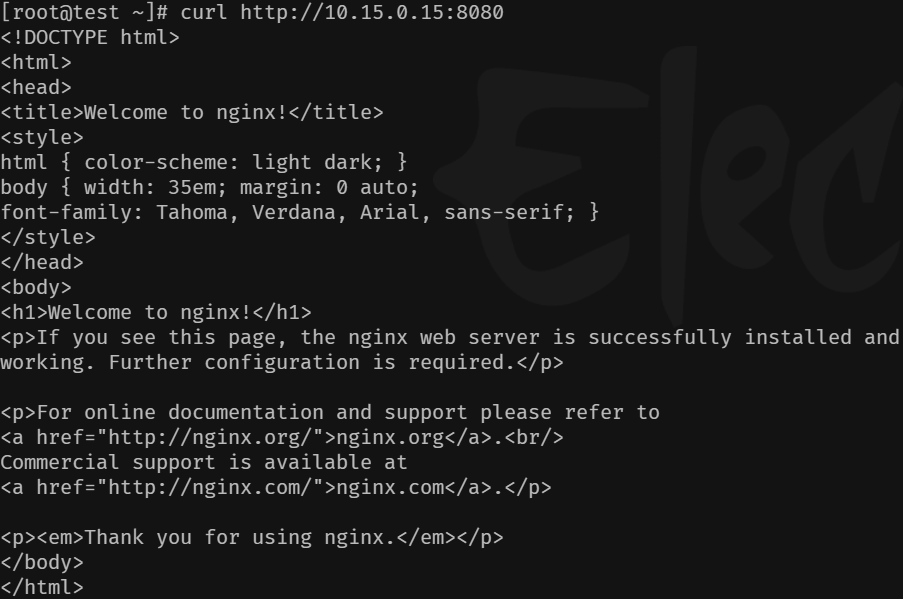 [root@test ~]# curl http://10.15.0.15:8080
<!DOCTYPE html>
<html>
<head>
<title>Welcome to nginx!</title>
<style>
html { color-scheme: light dark; }
body { width: 35em; margin: 0 auto;
font-family: Tahoma, Verdana, Arial, sans-serif; }
</style>
</head>
<body>
<h1>Welcome to nginx!</h1>
<p>If you see this page, the nginx web server is successfully installed and
working. Further configuration is required.</p>

<p>For online documentation and support please refer to
<a href="http://nginx.org/">nginx.org</a>.<br/>
Commercial support is available at
<a href="http://nginx.com/">nginx.com</a>.</p>

<p><em>Thank you for using nginx.</em></p>
</body>
</html>